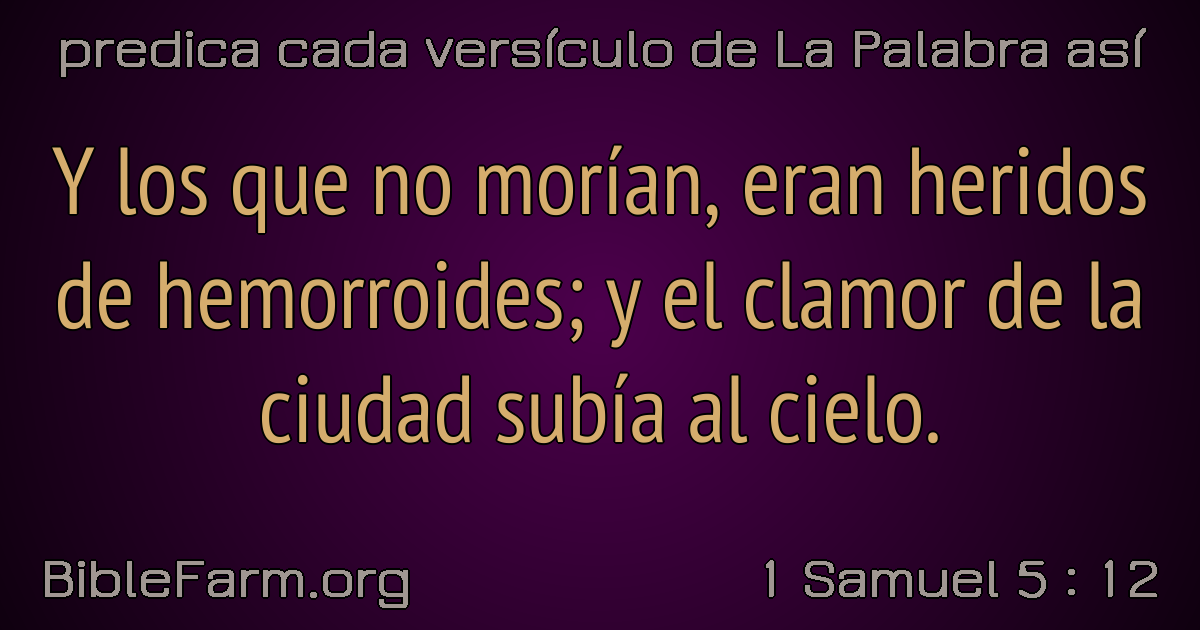 predica cada versículo de La Palabra así
Y los que no morían, eran heridos
de hemorroides; y el clamor de la
ciudad subía al cielo.
BibleFarm.org
1 Samuel 5 : 12